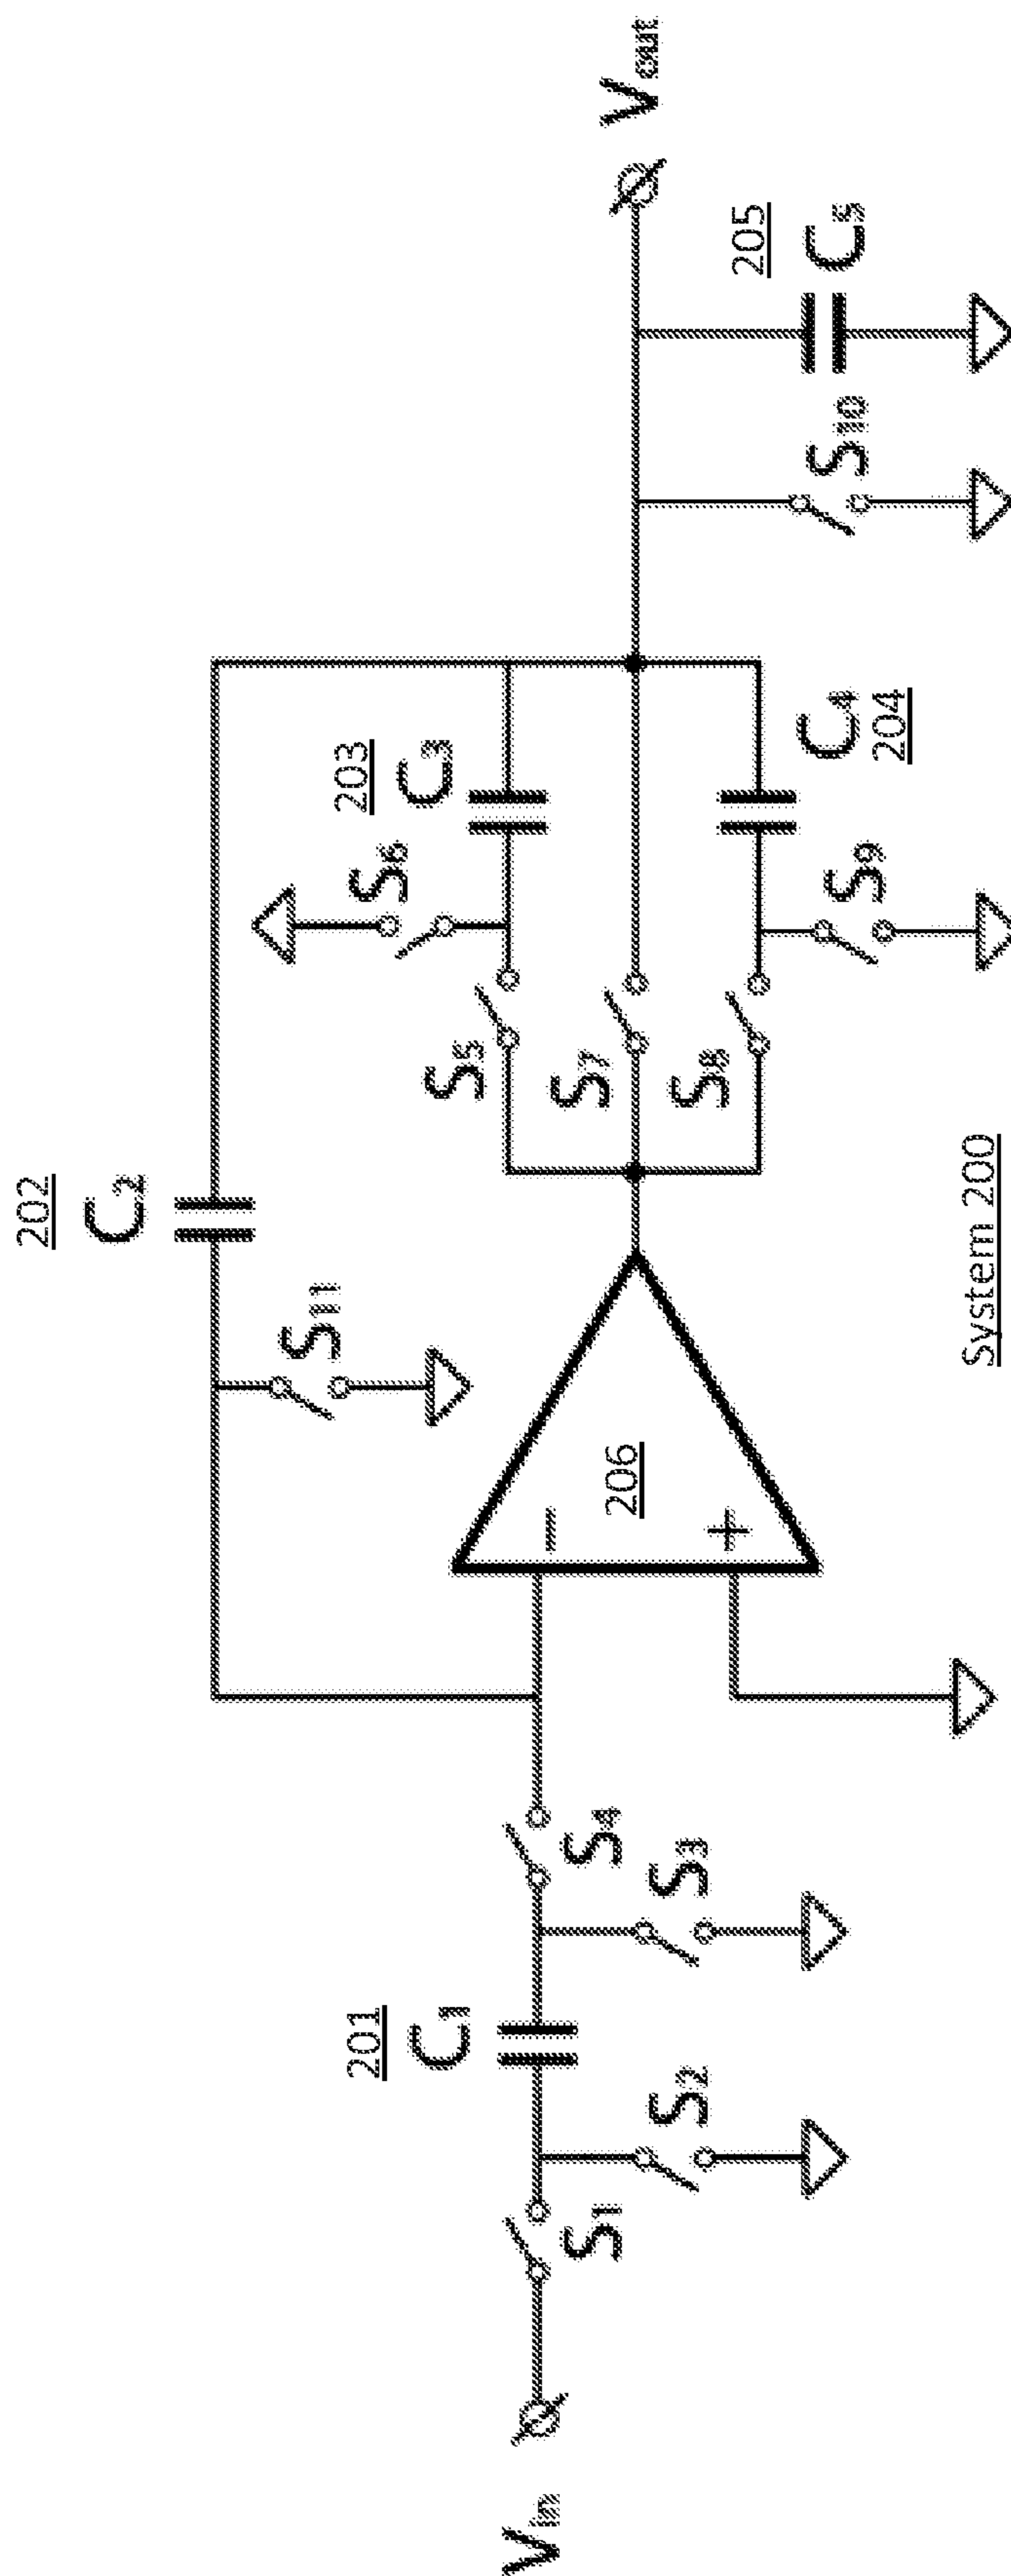 202
C2
S11
203
C3
S6
S5
S7
S8
C4
204
S9
205
C5
S10
Vout
206
−
+
201
C1
S1
S2
S3
S4
Vin
System 200